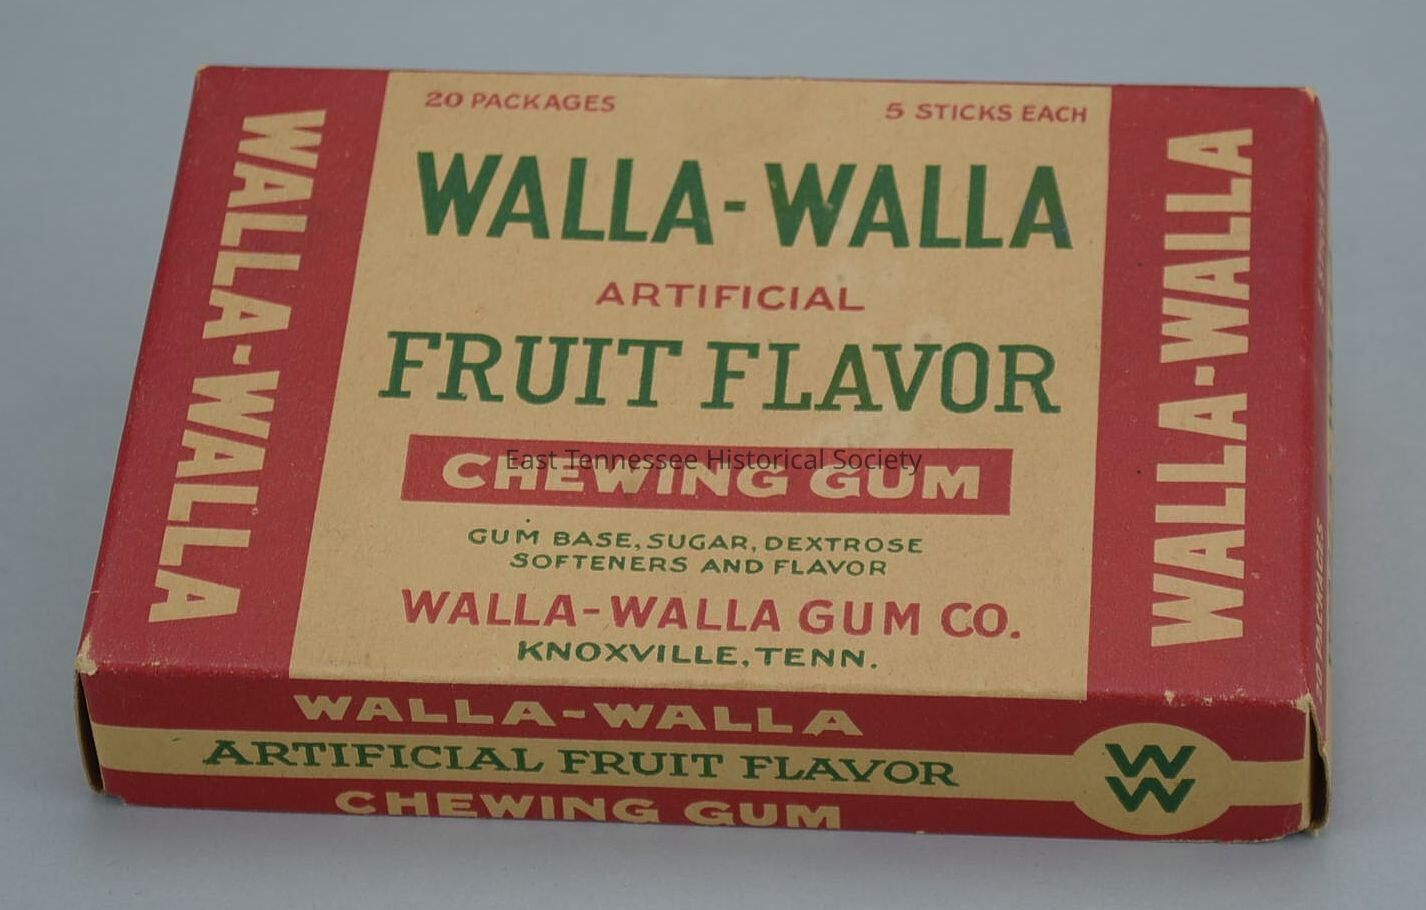 20 PACKAGES 5 STICKS EACH
WALLA-WALLA
ARTIFICIAL
FRUIT FLAVOR
CHEWING GUM
East Tennessee Historical Society
GUM BASE, SUGAR, DEXTROSE
SOFTENERS AND FLAVOR
WALLA-WALLA GUM CO.
KNOXVILLE, TENN.
WALLA-WALLA
WALLA-WALLA
WALLA-WALLA
ARTIFICIAL FRUIT FLAVOR
CHEWING GUM
W
W
20 PACKAGES